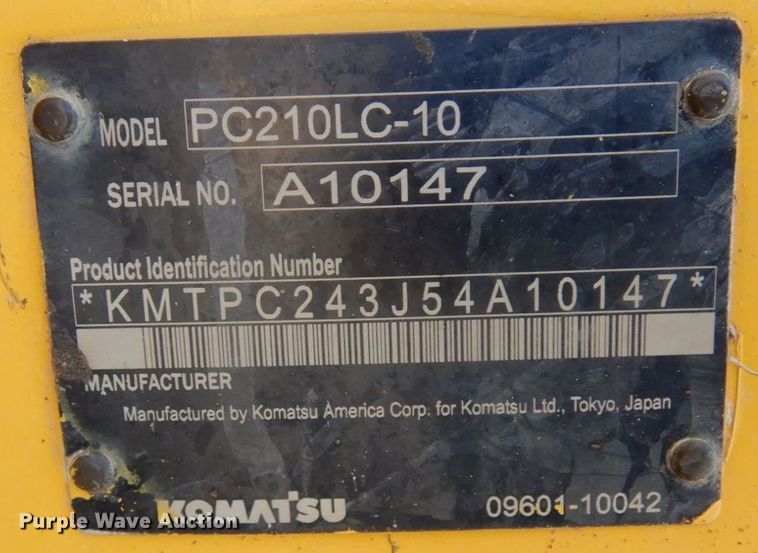 MODEL PC210LC-10
SERIAL NO. A10147
Product Identification Number
*KMTPC243J54A10147*
MANUFACTURER
Manufactured by Komatsu America Corp. for Komatsu Ltd., Tokyo, Japan
KOMATSU 09601-10042
Purple Wave Auction